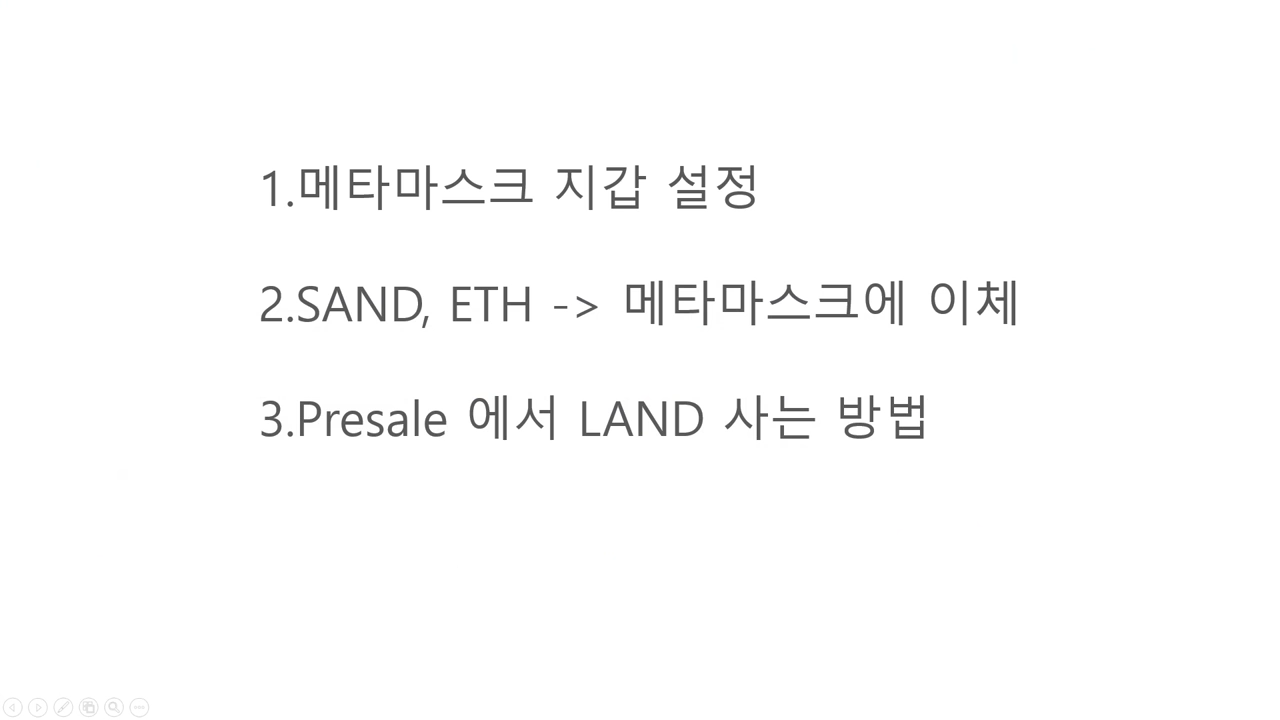 1.메타마스크 지갑 설정
2.SAND, ETH -> 메타마스크에 이체
3.Presale 에서 LAND 사는 방법